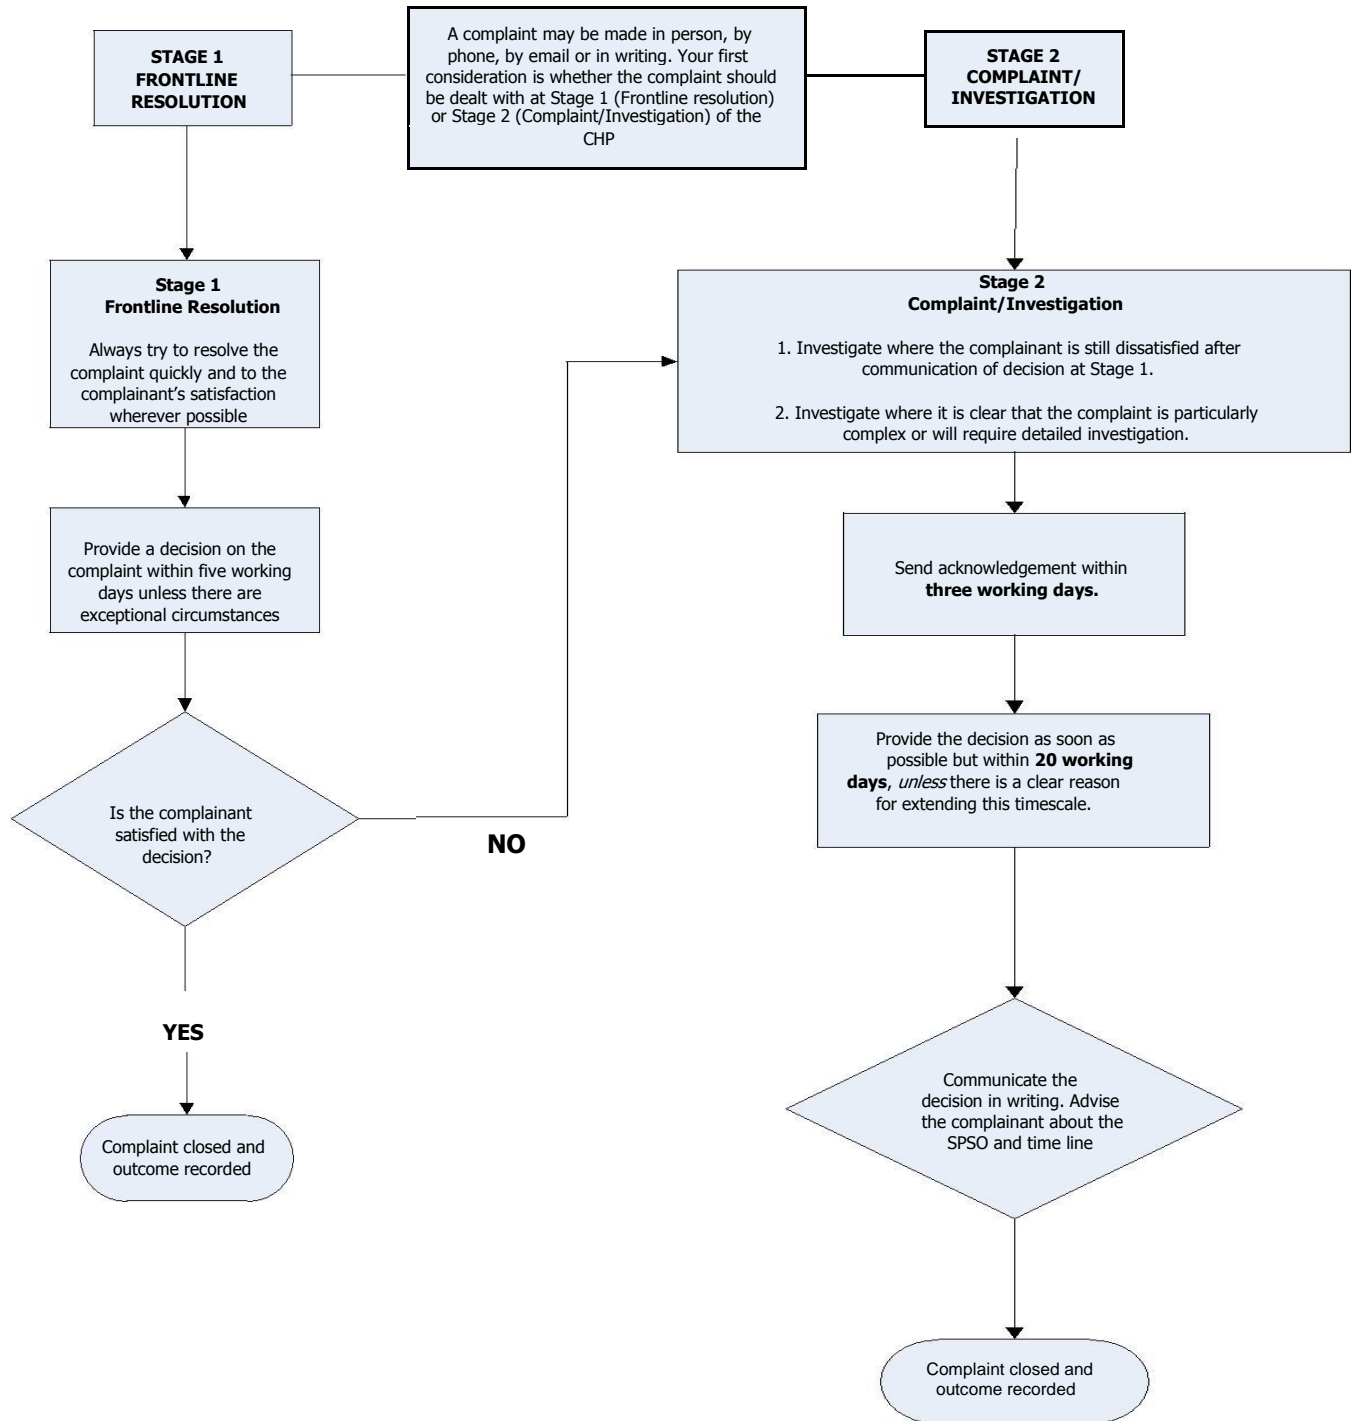 STAGE 1
FRONTLINE
RESOLUTION
A complaint may be made in person, by
phone, by email or in writing. Your first
consideration is whether the complaint should
be dealt with at Stage 1 (Frontline resolution)
or Stage 2 (Complaint/Investigation) of the
CHP
STAGE 2
COMPLAINT/
INVESTIGATION
Stage 1
Frontline Resolution
Always try to resolve the
complaint quickly and to the
complainant's satisfaction
wherever possible
Provide a decision on the
complaint within five working
days unless there are
exceptional circumstances
Is the complainant
satisfied with the
decision?
NO
YES
Complaint closed and
outcome recorded
Stage 2
Complaint/Investigation
1. Investigate where the complainant is still dissatisfied after
communication of decision at Stage 1.
2. Investigate where it is clear that the complaint is particularly
complex or will require detailed investigation.
Send acknowledgement within
three working days.
Provide the decision as soon as
possible but within 20 working
days, unless there is a clear reason
for extending this timescale.
Communicate the
decision in writing. Advise
the complainant about the
SPSO and time line
Complaint closed and
outcome recorded